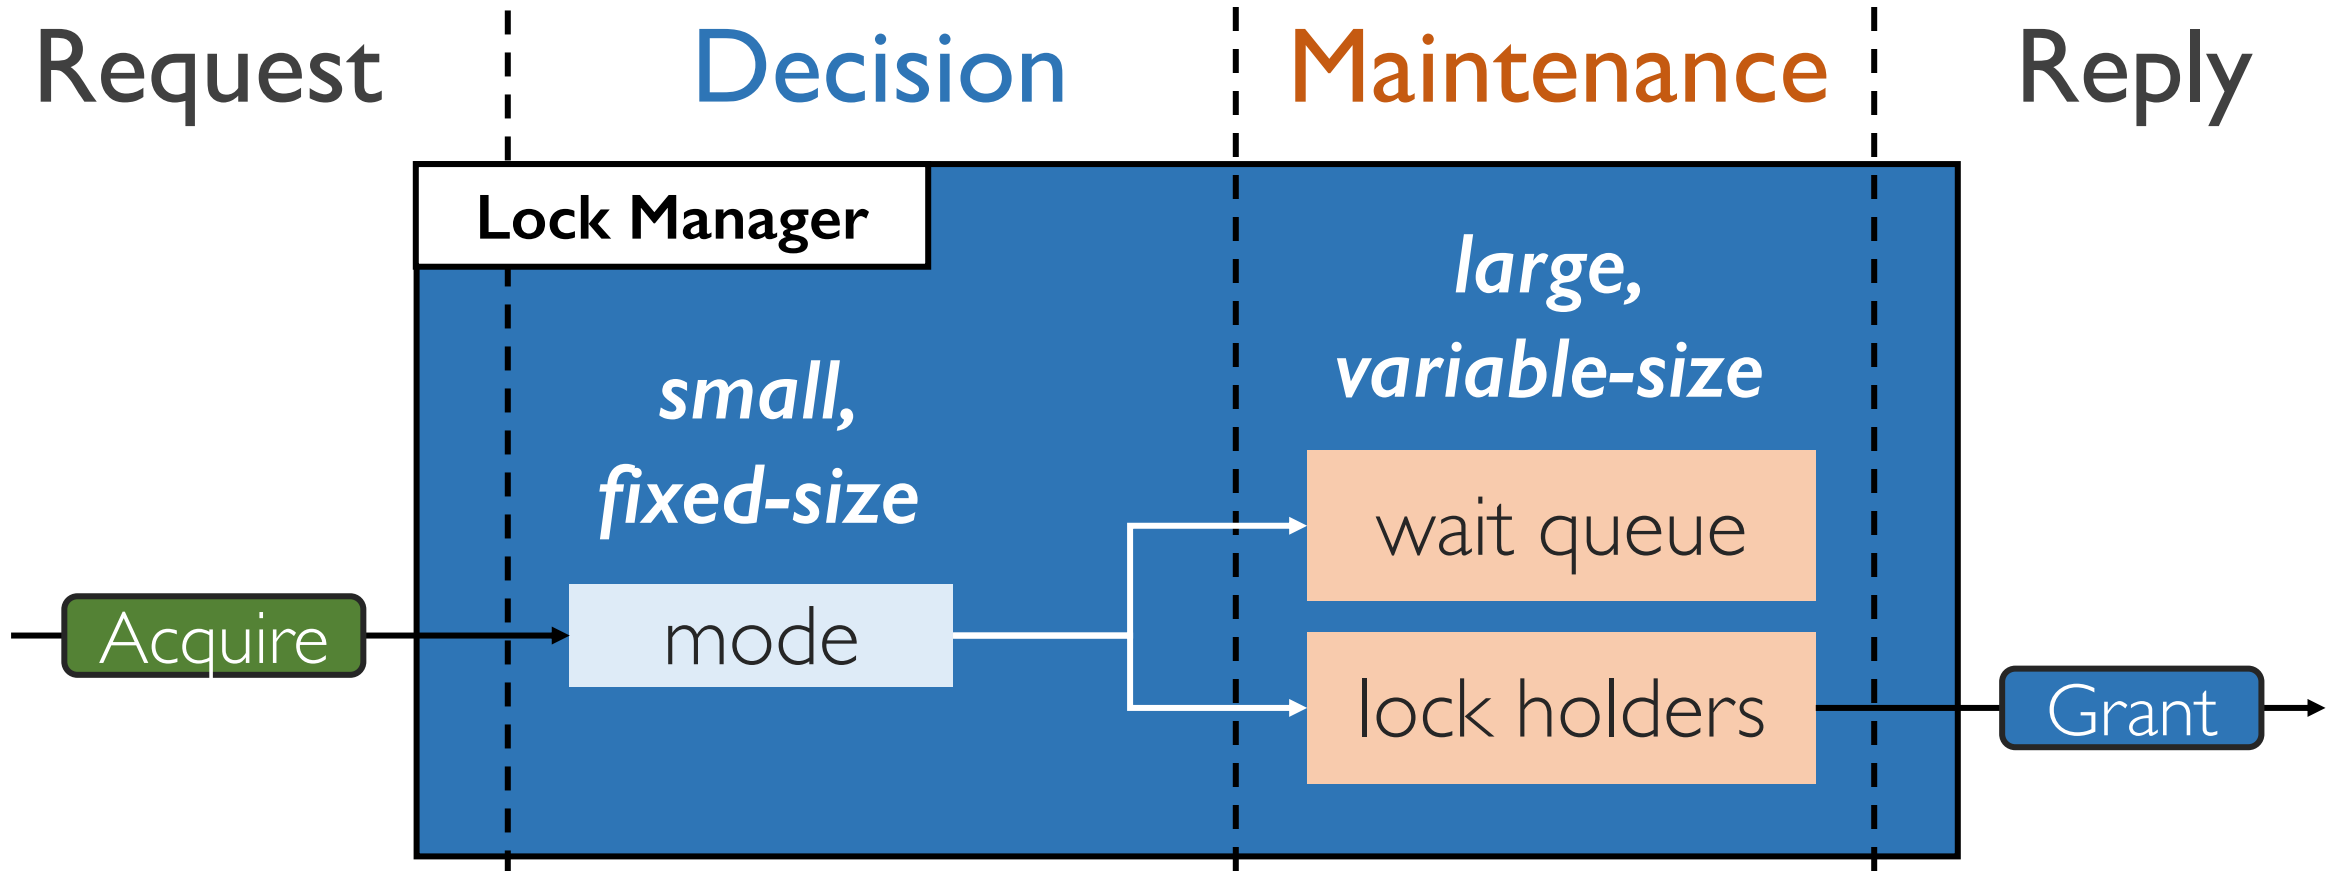 Request
Decision
Maintenance
Reply
Lock Manager
small,
fixed-size
large,
variable-size
Acquire
mode
wait queue
lock holders
Grant